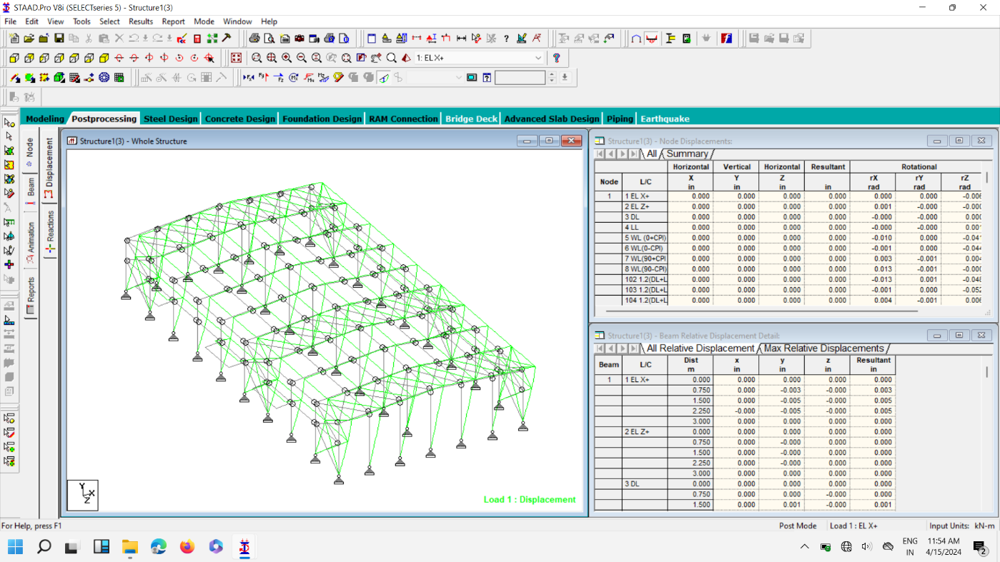 STAAD.Pro V8i (SELECTseries 5) - Structure1(3)
File Edit View Tools Select Results Report Mode Window Help
1: EL X+
Modeling Postprocessing Steel Design Concrete Design Foundation Design RAM Connection Bridge Deck Advanced Slab Design Piping Earthquake
Node
Beam
Animation
Reports
Displacement
Reactions
Structure1(3) - Whole Structure
Load 1 : Displacement
Y
X
Z
Structure1(3) - Node Displacements:
All Summary
Horizontal Vertical Horizontal Resultant Rotational
Node L/C X in Y in Z in in rX rad rY rad rZ rad
1 1 EL X+ 0.000 0.000 0.000 0.000 0.000 0.000 -0.006
2 EL Z+ 0.000 0.000 0.000 0.000 0.001 -0.000 -0.000
3 DL 0.000 0.000 0.000 0.000 -0.000 -0.000 0.000
4 LL 0.000 0.000 0.000 0.000 -0.000 -0.000 0.00
5 WL (0+CPI) 0.000 0.000 0.000 0.000 -0.010 0.000 -0.04
6 WL(0-CPI) 0.000 0.000 0.000 0.000 -0.001 0.000 -0.044
7 WL(90+CPI 0.000 0.000 0.000 0.000 0.003 -0.001 0.004
8 WL(90-CPI) 0.000 0.000 0.000 0.000 0.013 -0.001 -0.000
102 1.2(DL+L 0.000 0.000 0.000 0.000 -0.013 0.001 -0.048
103 1.2(DL+L 0.000 0.000 0.000 0.000 -0.001 0.000 -0.052
104 1.2(DL+L 0.000 0.000 0.000 0.000 0.004 -0.001 0.006
Structure1(3) - Beam Relative Displacement Detail:
All Relative Displacement Max Relative Displacements
Beam L/C Dist m x in y in z in Resultant in
1 1 EL X+ 0.000 0.000 0.000 0.000 0.000
0.750 0.000 -0.003 -0.000 0.003
1.500 0.000 -0.005 -0.000 0.005
2.250 -0.000 -0.005 -0.000 0.005
3.000 0.000 0.000 0.000 0.000
2 EL Z+ 0.000 0.000 0.000 0.000 0.000
0.750 0.000 -0.000 0.000 0.000
1.500 0.000 -0.000 0.000 0.000
2.250 0.000 -0.000 0.000 0.000
3.000 0.000 0.000 0.000 0.000
3 DL 0.000 0.000 0.000 0.000 0.000
0.750 0.000 0.000 -0.000 0.000
1.500 0.000 0.001 -0.000 0.001
For Help, press F1
Post Mode Load 1 : EL X+ Input Units: kN-m
ENG
IN
11:54 AM
4/15/2024
2